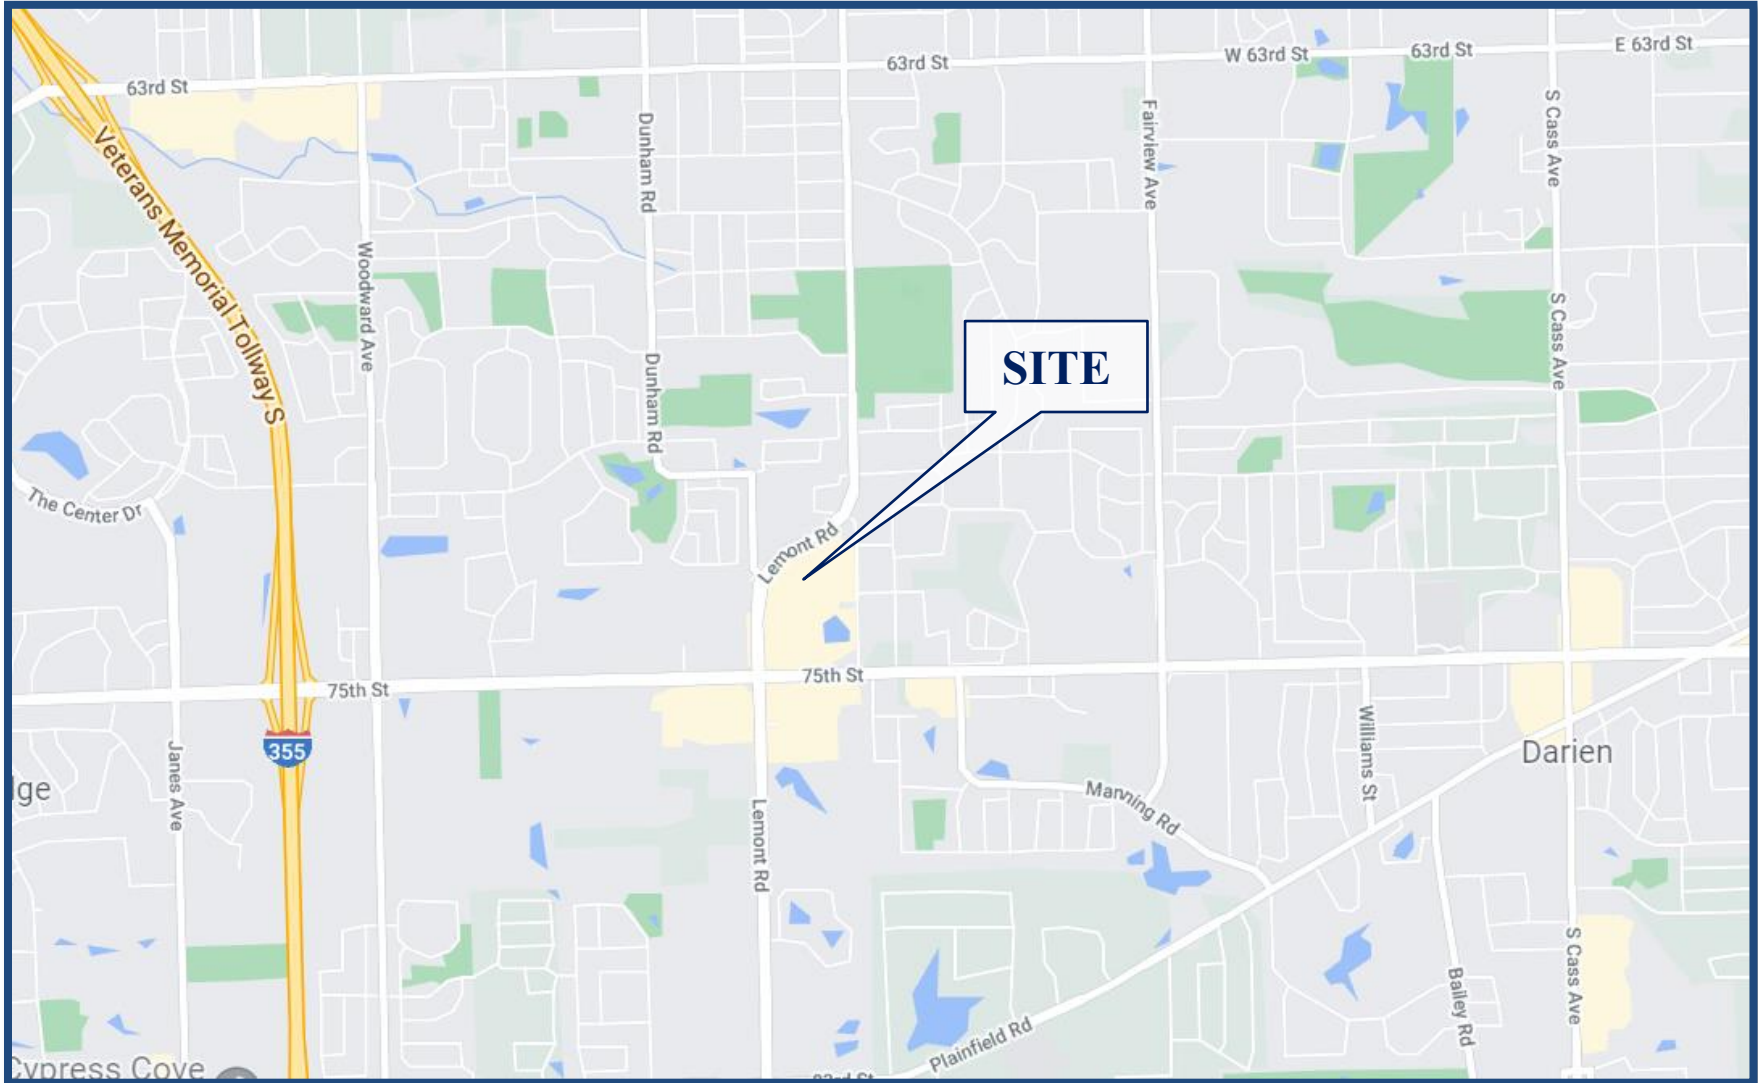 63rd St
63rd St
W 63rd St
63rd St
E 63rd St
Veterans Memorial Tollway S
Dunham Rd
Fairview Ave
S Cass Ave
Woodward Ave
S Cass Ave
Dunham Rd
SITE
The Center Dr
Lemont Rd
75th St
75th St
355
Janes Ave
Williams St
Darien
lge
Manning Rd
Lemont Rd
S Cass Ave
Bailey Rd
Plainfield Rd
Cypress Cove